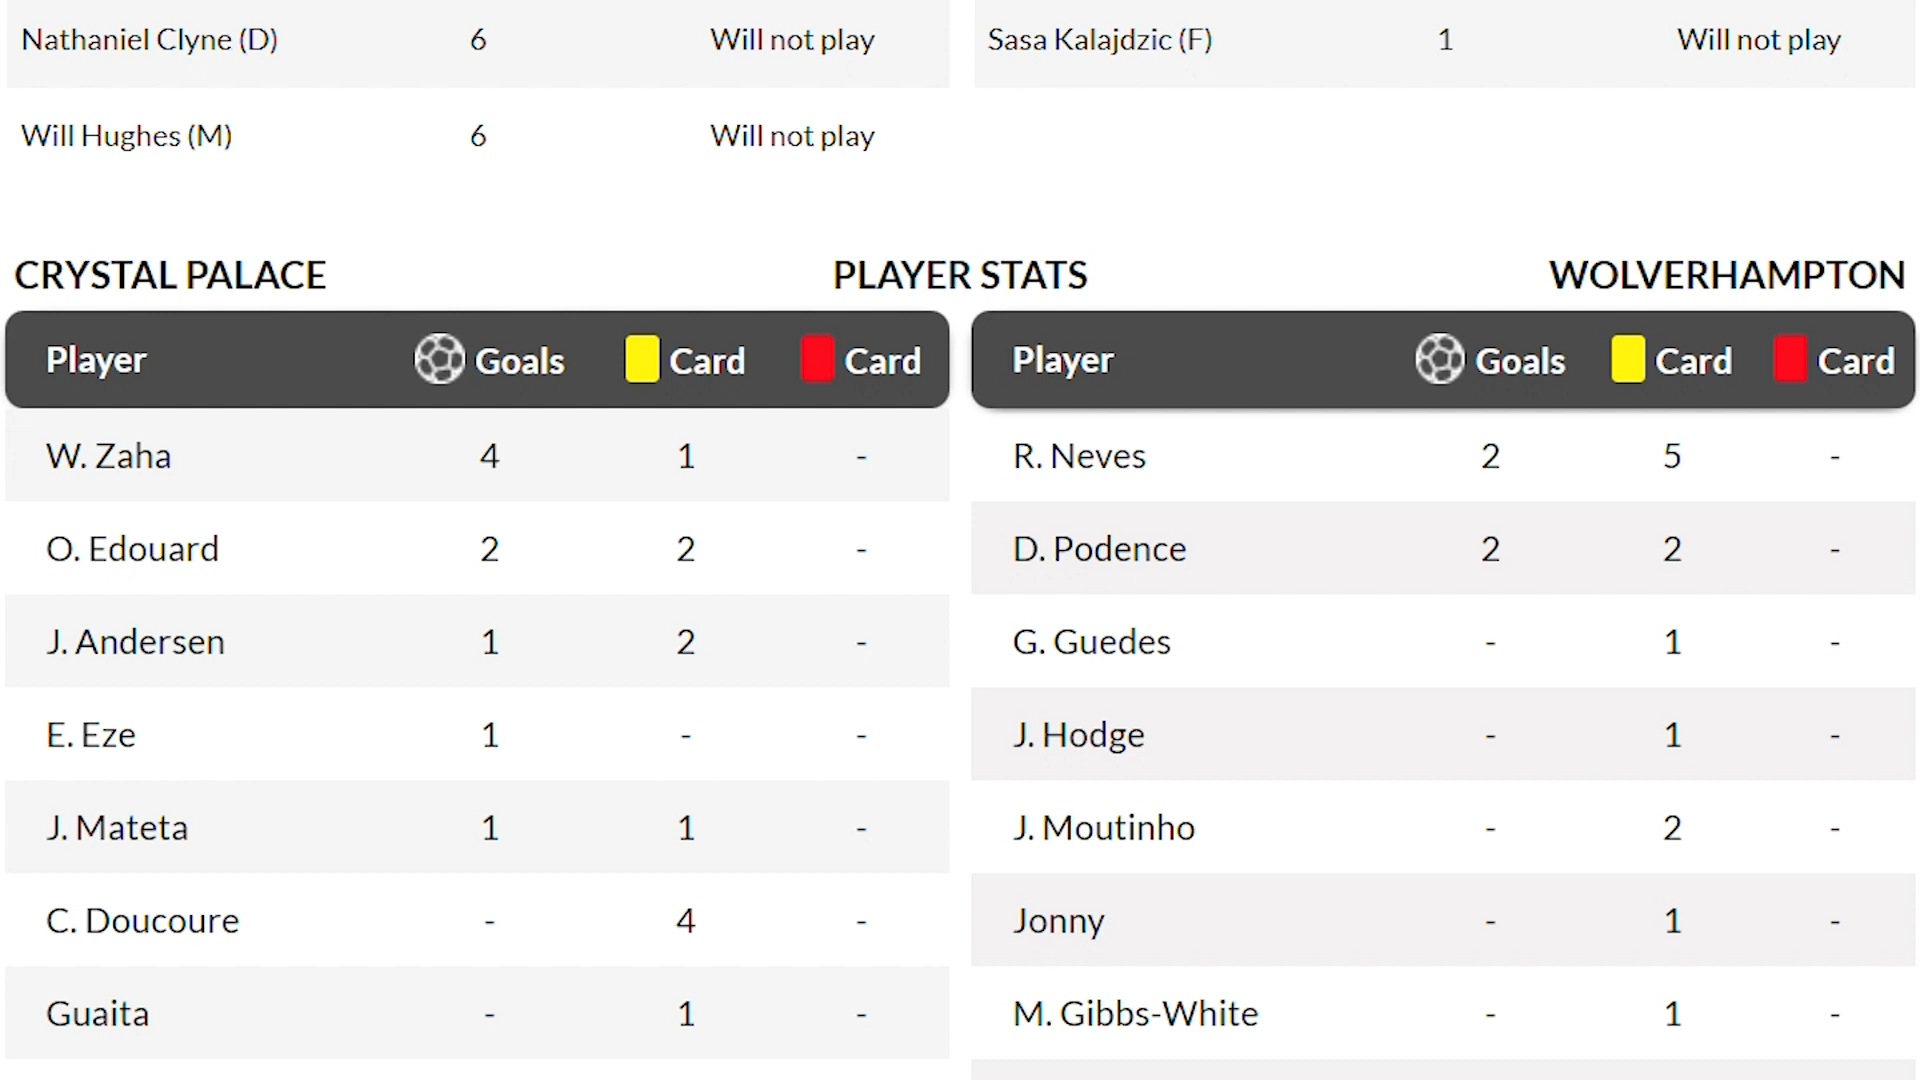 Nathaniel Clyne (D) 6 Will not play Sasa Kalajdzic (F) 1 Will not play
Will Hughes (M) 6 Will not play
CRYSTAL PALACE PLAYER STATS WOLVERHAMPTON
Player Goals Card Card Player Goals Card Card
W. Zaha 4 1 - R. Neves 2 5 -
O. Edouard 2 2 - D. Podence 2 2 -
J. Andersen 1 2 - G. Guedes - 1 -
E. Eze 1 - - J. Hodge - 1 -
J. Mateta 1 1 - J. Moutinho - 2 -
C. Doucoure - 4 - Jonny - 1 -
Guaita - 1 - M. Gibbs-White - 1 -